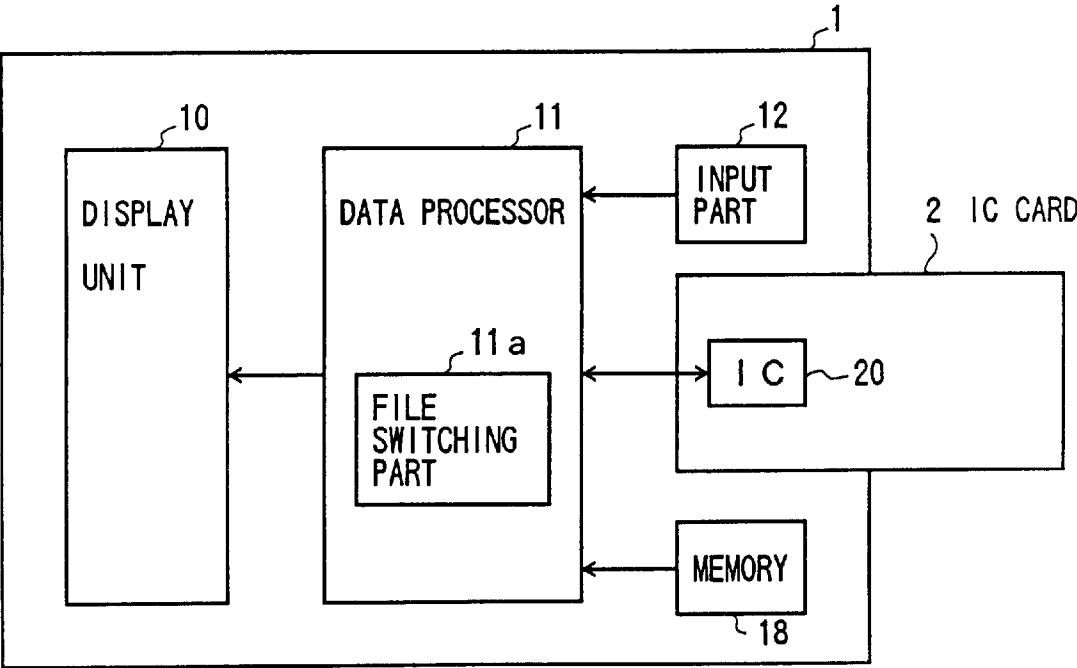 1
10
11
12
DISPLAY
UNIT
DATA PROCESSOR
INPUT
PART
2 IC CARD
11a
FILE
SWITCHING
PART
IC
20
MEMORY
18